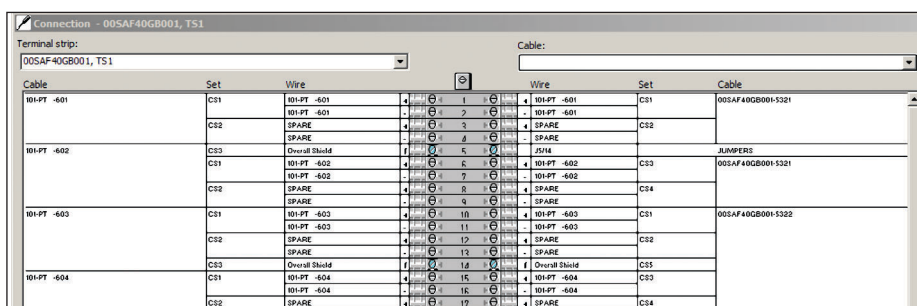 Connection - 00SAF40GB001, TS1
Terminal strip: Cable:
00SAF40GB001, TS1
Cable Set Wire Wire Set Cable
101-PT -601 CS1 101-PT -601 1 101-PT -601 CS1 00SAF40GB001-5321
101-PT -601 2 101-PT -601
CS2 SPARE 3 SPARE CS2
SPARE 4 SPARE
101-PT -602 CS3 Overall Shield 5 J5/14 JUMPERS
CS1 101-PT -602 6 101-PT -602 CS3 00SAF40GB001-5321
101-PT -602 7 101-PT -602
CS2 SPARE 8 SPARE CS4
SPARE 9 SPARE
101-PT -603 CS1 101-PT -603 10 101-PT -603 CS1 00SAF40GB001-5322
101-PT -603 11 101-PT -603
CS2 SPARE 12 SPARE CS2
SPARE 13 SPARE
CS3 Overall Shield 14 Overall Shield CS5
101-PT -604 CS1 101-PT -604 15 101-PT -604 CS3
101-PT -604 16 101-PT -604
CS2 SPARE 17 SPARE CS4